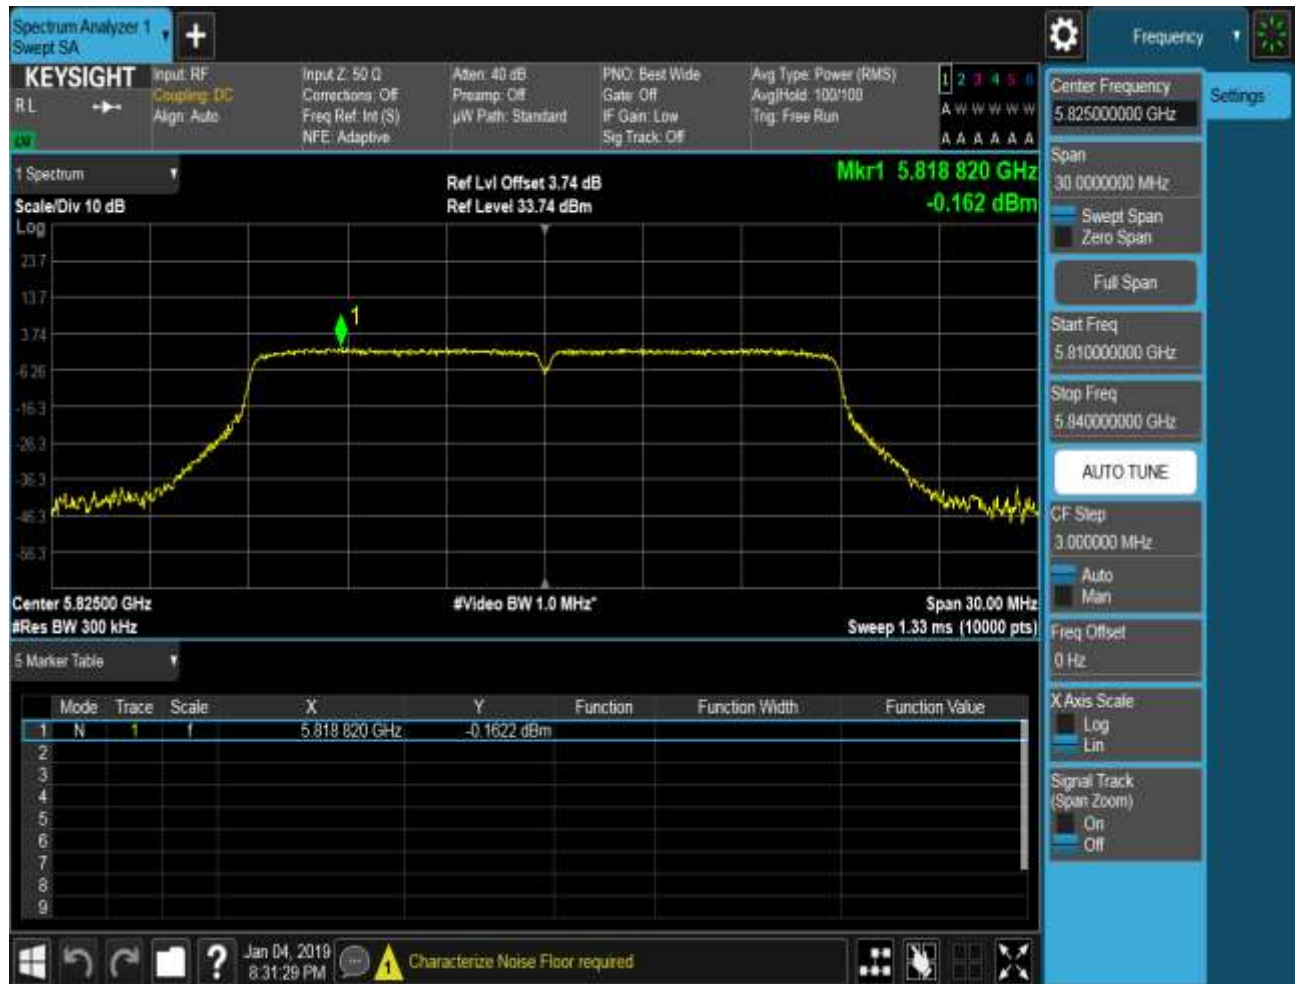 Spectrum Analyzer 1
Swept SA
+
Frequency
KEYSIGHT
RL
Input: RF
Coupling: DC
Align: Auto
Input Z: 50 Ω
Corrections: Off
Freq Ref: Int (S)
NFE: Adaptive
Atten: 40 dB
Preamp: Off
µW Path: Standard
PNO: Best Wide
Gate: Off
IF Gain: Low
Sig Track: Off
Avg Type: Power (RMS)
Avg|Hold: 100/100
Trig: Free Run
1 2 3 4 5 6
A W W W W W
A A A A A A
1 Spectrum
Scale/Div 10 dB
Log
Ref Lvl Offset 3.74 dB
Ref Level 33.74 dBm
Mkr1 5.818 820 GHz
-0.162 dBm
23.7
13.7
3.74
-6.26
-16.3
-26.3
-36.3
-46.3
-56.3
1
Center 5.82500 GHz
#Res BW 300 kHz
#Video BW 1.0 MHz*
Span 30.00 MHz
Sweep 1.33 ms (10000 pts)
5 Marker Table
Mode Trace Scale X Y Function Function Width Function Value
1 N 1 f 5.818 820 GHz -0.1622 dBm
2
3
4
5
6
7
8
9
Center Frequency
5.825000000 GHz
Settings
Span
30.0000000 MHz
Swept Span
Zero Span
Full Span
Start Freq
5.810000000 GHz
Stop Freq
5.840000000 GHz
AUTO TUNE
CF Step
3.000000 MHz
Auto
Man
Freq Offset
0 Hz
X Axis Scale
Log
Lin
Signal Track
(Span Zoom)
On
Off
?
Jan 04, 2019
8:31:29 PM
1
Characterize Noise Floor required